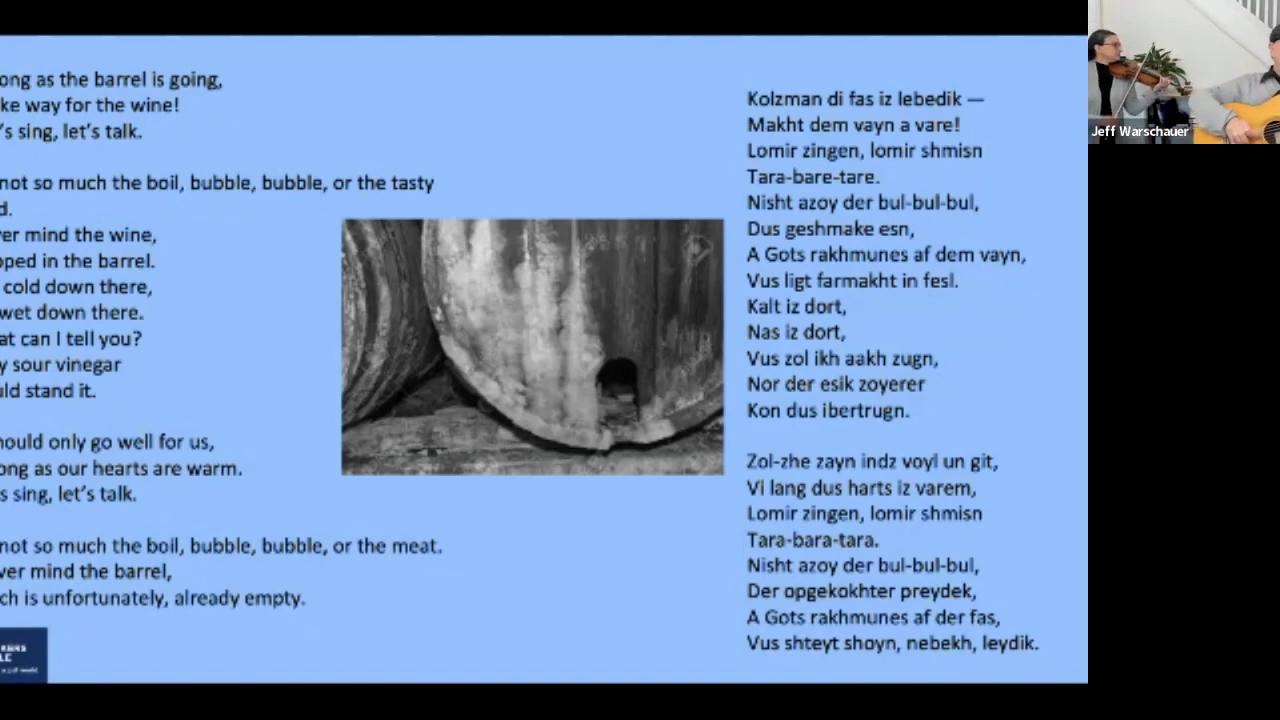 ong as the barrel is going,
ke way for the wine!
's sing, let's talk.
not so much the boil, bubble, bubble, or the tasty
d.
ver mind the wine,
pped in the barrel.
cold down there,
wet down there.
at can I tell you?
y sour vinegar
uld stand it.
hould only go well for us,
ong as our hearts are warm.
s sing, let's talk.
not so much the boil, bubble, bubble, or the meat.
ver mind the barrel,
ch is unfortunately, already empty.
Kolzman di fas iz lebedik —
Makht dem vayn a vare!
Lomir zingen, lomir shmisn
Tara-bare-tare.
Nisht azoy der bul-bul-bul,
Dus geshmake esn,
A Gots rakhmunes af dem vayn,
Vus ligt farmakht in fesl.
Kalt iz dort,
Nas iz dort,
Vus zol ikh aakh zugn,
Nor der esik zoyerer
Kon dus ibertrugn.
Zol-zhe zayn indz voyl un git,
Vi lang dus harts iz varem,
Lomir zingen, lomir shmisn
Tara-bara-tara.
Nisht azoy der bul-bul-bul,
Der opgekokhter preydek,
A Gots rakhmunes af der fas,
Vus shteyt shoyn, nebekh, leydik.
Jeff Warschauer